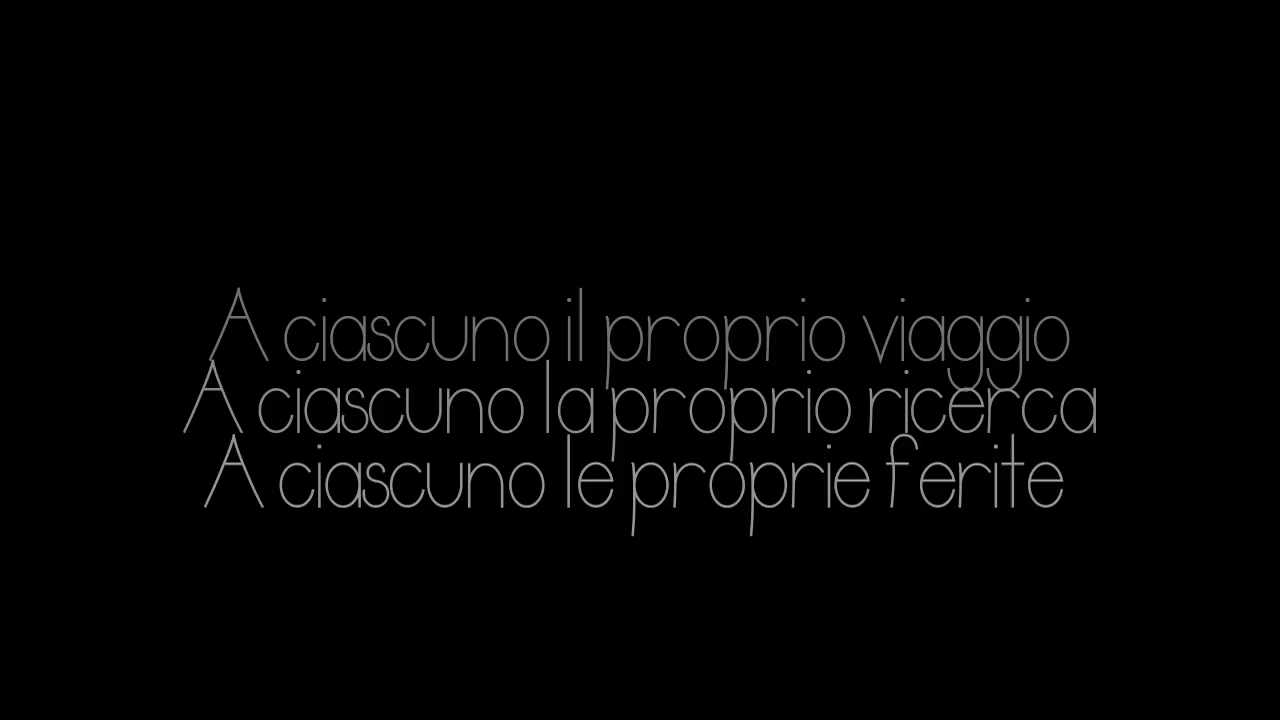 A ciascuno il proprio viaggio
A ciascuno la proprio ricerca
A ciascuno le proprie ferite